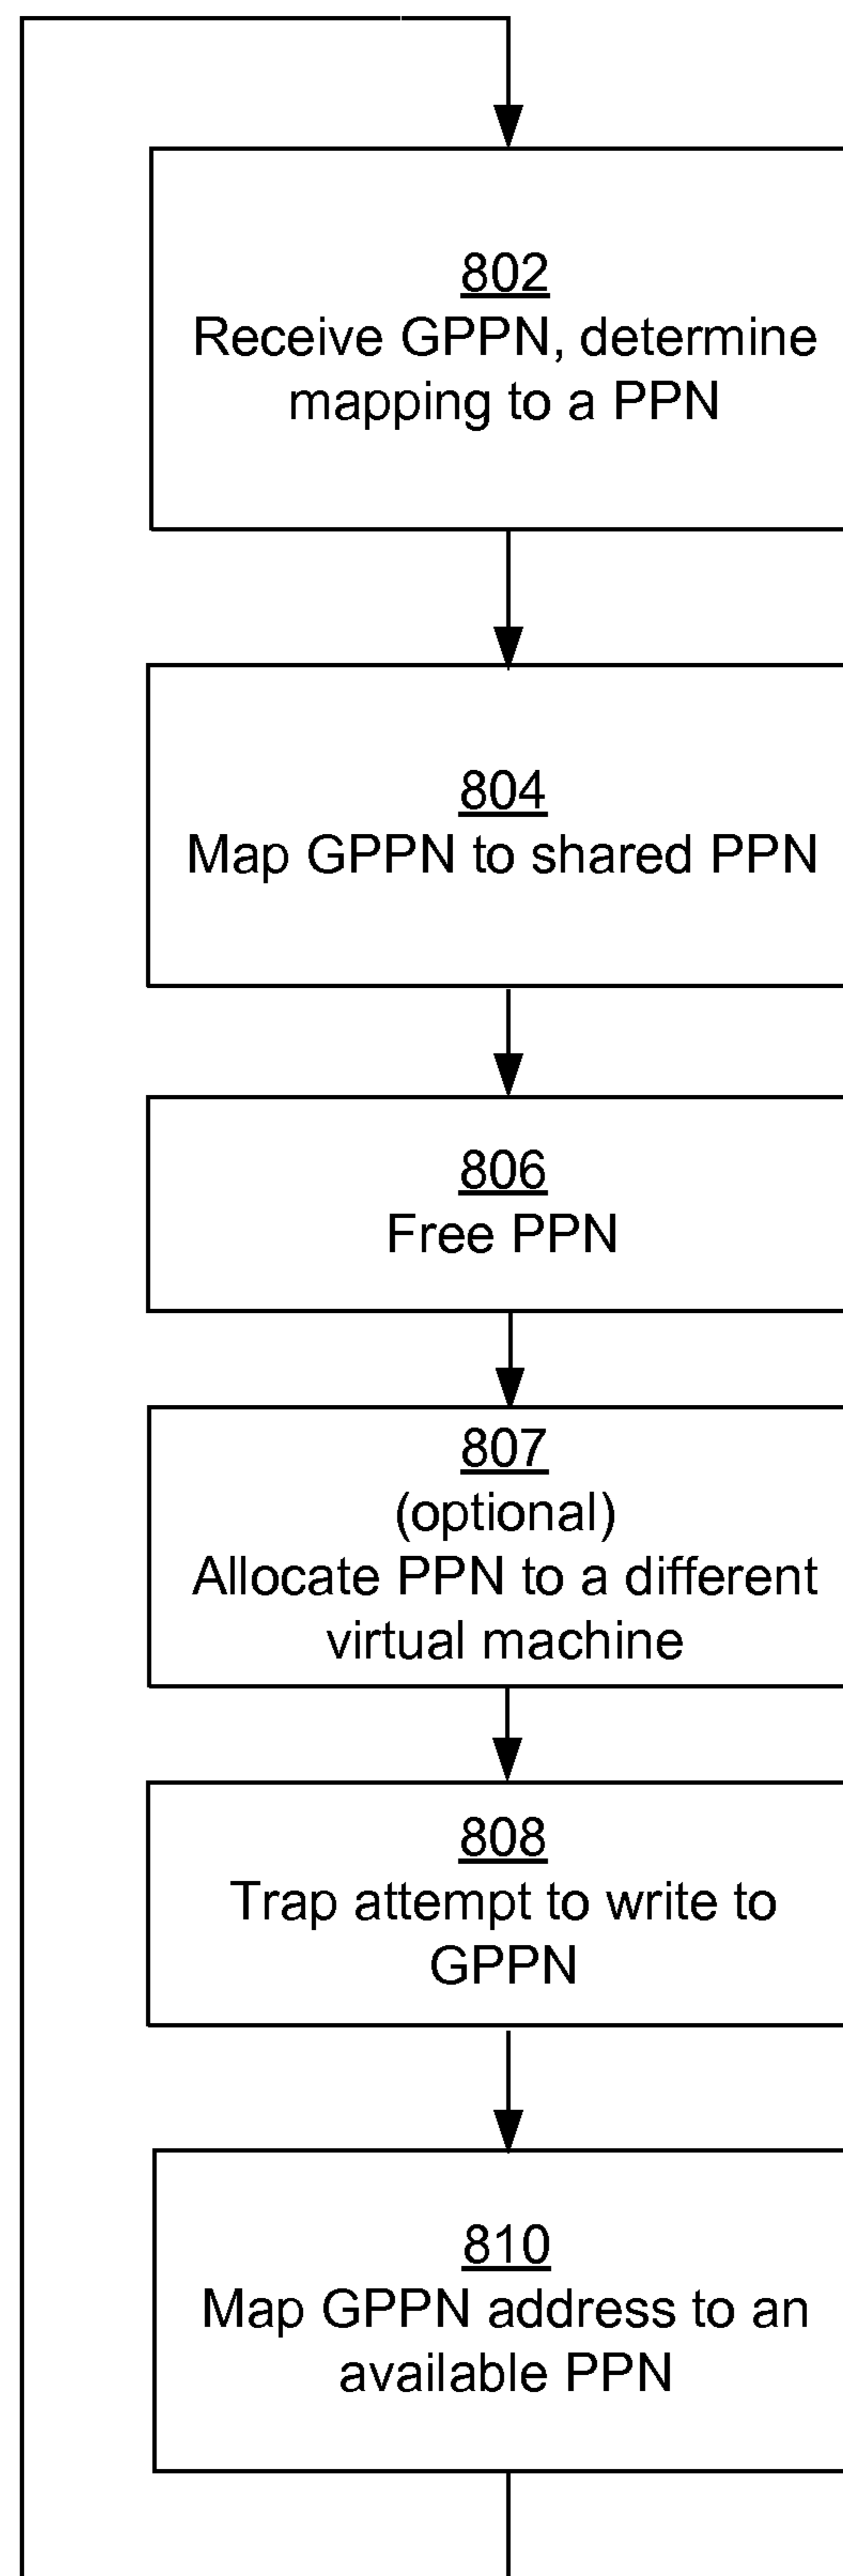 802
Receive GPPN, determine
mapping to a PPN
804
Map GPPN to shared PPN
806
Free PPN
807
(optional)
Allocate PPN to a different
virtual machine
808
Trap attempt to write to
GPPN
810
Map GPPN address to an
available PPN